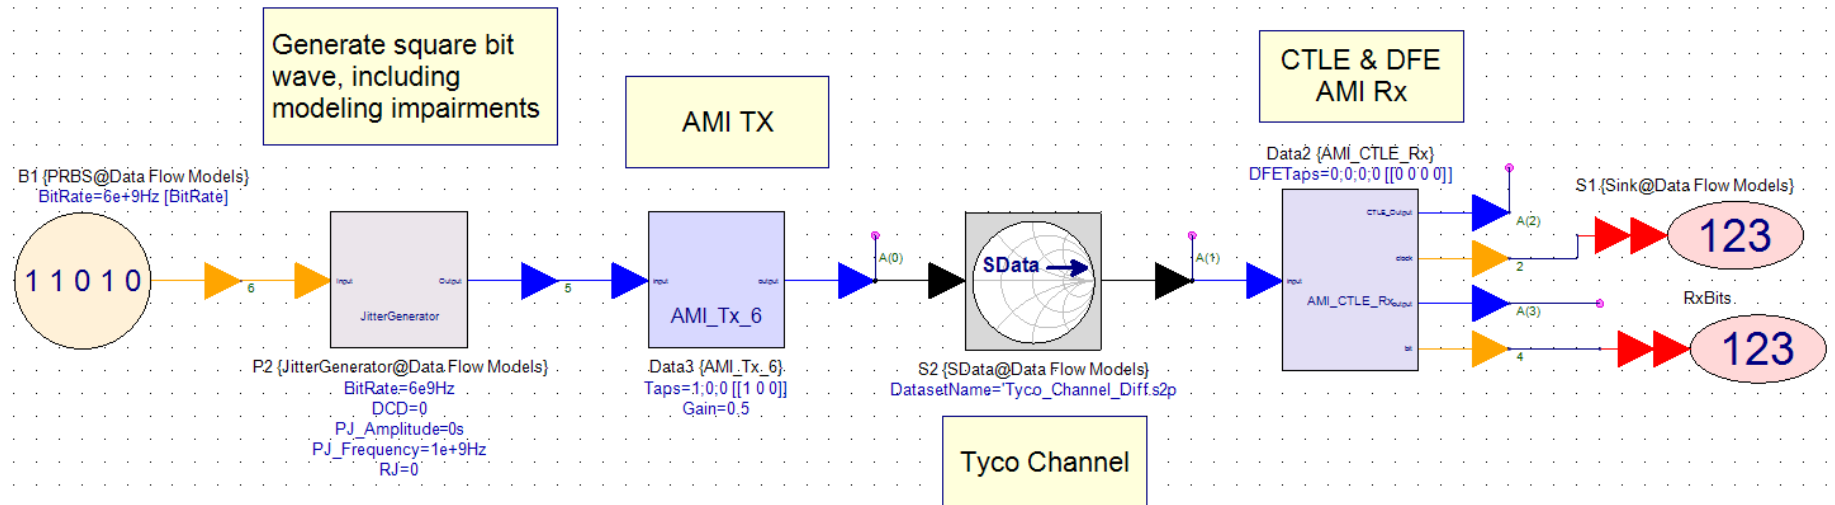 Generate square bit
wave, including
modeling impairments
AMI TX
CTLE & DFE
AMI Rx
B1 {PRBS@Data Flow Models}
BitRate=6e+9Hz [BitRate]
1 1 0 1 0
6
Input
Output
JitterGenerator
P2 {JitterGenerator@Data Flow Models}
BitRate=6e9Hz
DCD=0
PJ_Amplitude=0s
PJ_Frequency=1e+9Hz
RJ=0
5
input
output
AMI_Tx_6
Data3 {AMI_Tx_6}
Taps=1;0;0 [[1 0 0]]
Gain=0.5
A(0)
SData
S2 {SData@Data Flow Models}
DatasetName='Tyco_Channel_Diff.s2p
Tyco Channel
A(1)
Data2 {AMI_CTLE_Rx}
DFETaps=0;0;0;0 [[0 0 0 0]]
CTLE_Output
clock
input
AMI_CTLE_Rx
output
bit
A(2)
2
A(3)
4
S1 {Sink@Data Flow Models}
123
RxBits
123